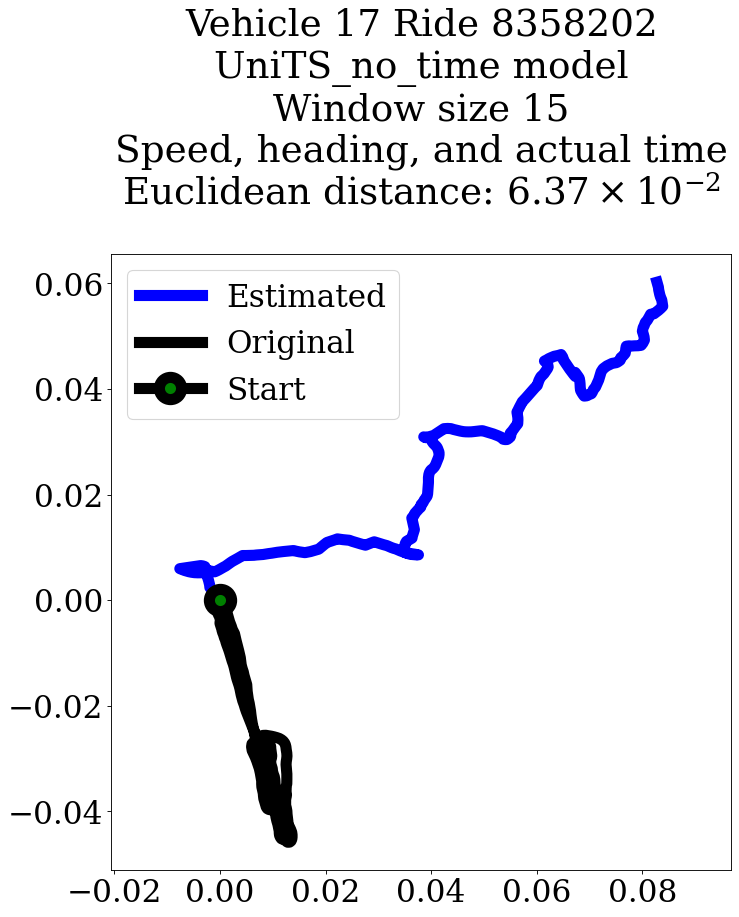 Vehicle 17 Ride 8358202
UniTS_no_time model
Window size 15
Speed, heading, and actual time
Euclidean distance: 6.37 × 10⁻²
Estimated
Original
Start
0.06
0.04
0.02
0.00
−0.02
−0.04
−0.02 0.00 0.02 0.04 0.06 0.08